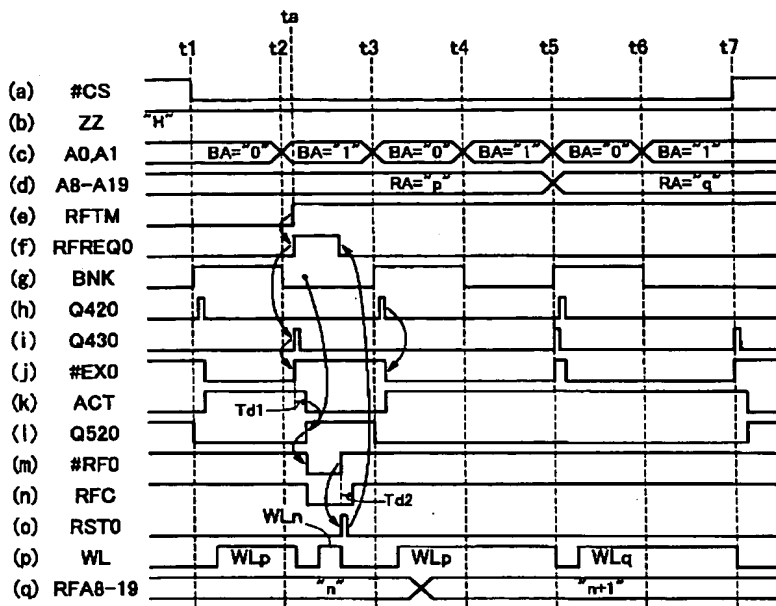 ta
t1 t2 t3 t4 t5 t6 t7
(a) #CS
(b) ZZ "H"
(c) A0,A1 BA="0" BA="1" BA="0" BA="1" BA="0" BA="1"
(d) A8-A19 RA="p" RA="q"
(e) RFTM
(f) RFREQ0
(g) BNK
(h) Q420
(i) Q430
(j) #EX0
(k) ACT Td1
(l) Q520
(m) #RF0
(n) RFC Td2
(o) RST0
WLn
(p) WL WLp WLp WLq
(q) RFA8-19 "n" "n+1"